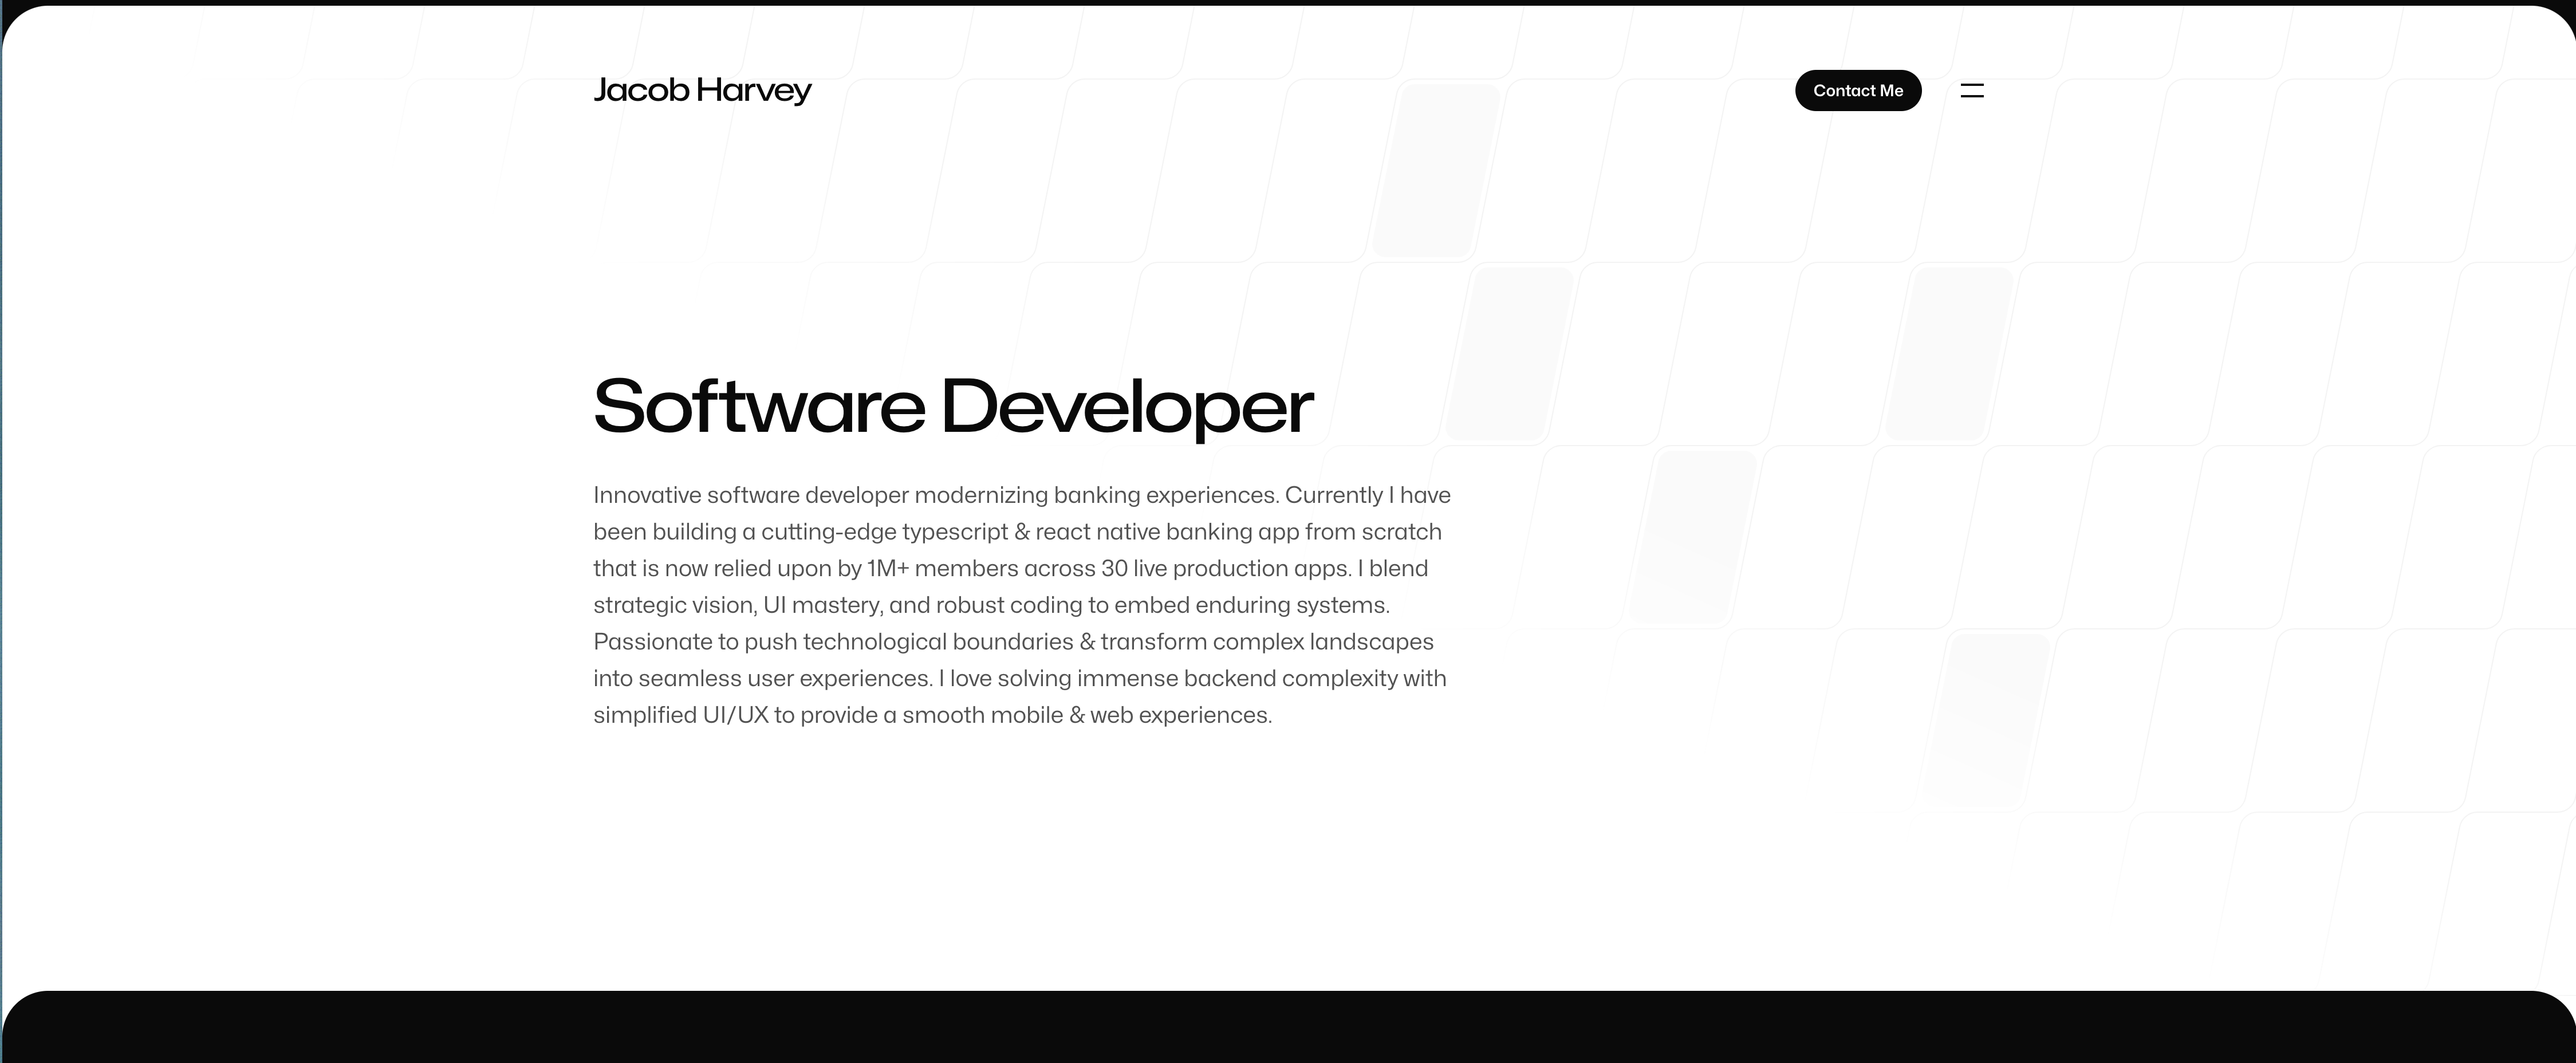 Jacob Harvey
Contact Me
Software Developer
Innovative software developer modernizing banking experiences. Currently I have
been building a cutting-edge typescript & react native banking app from scratch
that is now relied upon by 1M+ members across 30 live production apps. I blend
strategic vision, UI mastery, and robust coding to embed enduring systems.
Passionate to push technological boundaries & transform complex landscapes
into seamless user experiences. I love solving immense backend complexity with
simplified UI/UX to provide a smooth mobile & web experiences.